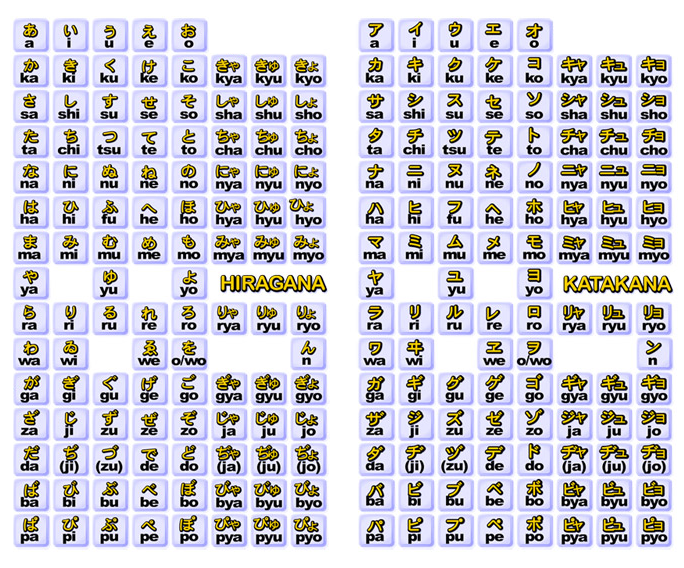 あ い う え お
a i u e o
か き く け こ きゃ きゅ きょ
ka ki ku ke ko kya kyu kyo
さ し す せ そ しゃ しゅ しょ
sa shi su se so sha shu sho
た ち つ て と ちゃ ちゅ ちょ
ta chi tsu te to cha chu cho
な に ぬ ね の にゃ にゅ にょ
na ni nu ne no nya nyu nyo
は ひ ふ へ ほ ひゃ ひゅ ひょ
ha hi fu he ho hya hyu hyo
ま み む め も みゃ みゅ みょ
ma mi mu me mo mya myu myo
や ゆ よ HIRAGANA
ya yu yo
ら り る れ ろ りゃ りゅ りょ
ra ri ru re ro rya ryu ryo
わ ゐ ゑ を ん
wa wi we o/wo n
が ぎ ぐ げ ご ぎゃ ぎゅ ぎょ
ga gi gu ge go gya gyu gyo
ざ じ ず ぜ ぞ じゃ じゅ じょ
za ji zu ze zo ja ju jo
だ ぢ づ で ど ぢゃ ぢゅ ぢょ
da (ji) (zu) de do (ja) (ju) (jo)
ば び ぶ べ ぼ びゃ びゅ びょ
ba bi bu be bo bya byu byo
ぱ ぴ ぷ ぺ ぽ ぴゃ ぴゅ ぴょ
pa pi pu pe po pya pyu pyo
ア イ ウ エ オ
a i u e o
カ キ ク ケ コ キャ キュ キョ
ka ki ku ke ko kya kyu kyo
サ シ ス セ ソ シャ シュ ショ
sa shi su se so sha shu sho
タ チ ツ テ ト チャ チュ チョ
ta chi tsu te to cha chu cho
ナ ニ ヌ ネ ノ ニャ ニュ ニョ
na ni nu ne no nya nyu nyo
ハ ヒ フ ヘ ホ ヒャ ヒュ ヒョ
ha hi fu he ho hya hyu hyo
マ ミ ム メ モ ミャ ミュ ミョ
ma mi mu me mo mya myu myo
ヤ ユ ヨ KATAKANA
ya yu yo
ラ リ ル レ ロ リャ リュ リョ
ra ri ru re ro rya ryu ryo
ワ ヰ ヱ ヲ ン
wa wi we o/wo n
ガ ギ グ ゲ ゴ ギャ ギュ ギョ
ga gi gu ge go gya gyu gyo
ザ ジ ズ ゼ ゾ ジャ ジュ ジョ
za ji zu ze zo ja ju jo
ダ ヂ ヅ デ ド ヂャ ヂュ ヂョ
da (ji) (zu) de do (ja) (ju) (jo)
バ ビ ブ ベ ボ ビャ ビュ ビョ
ba bi bu be bo bya byu byo
パ ピ プ ペ ポ ピャ ピュ ピョ
pa pi pu pe po pya pyu pyo